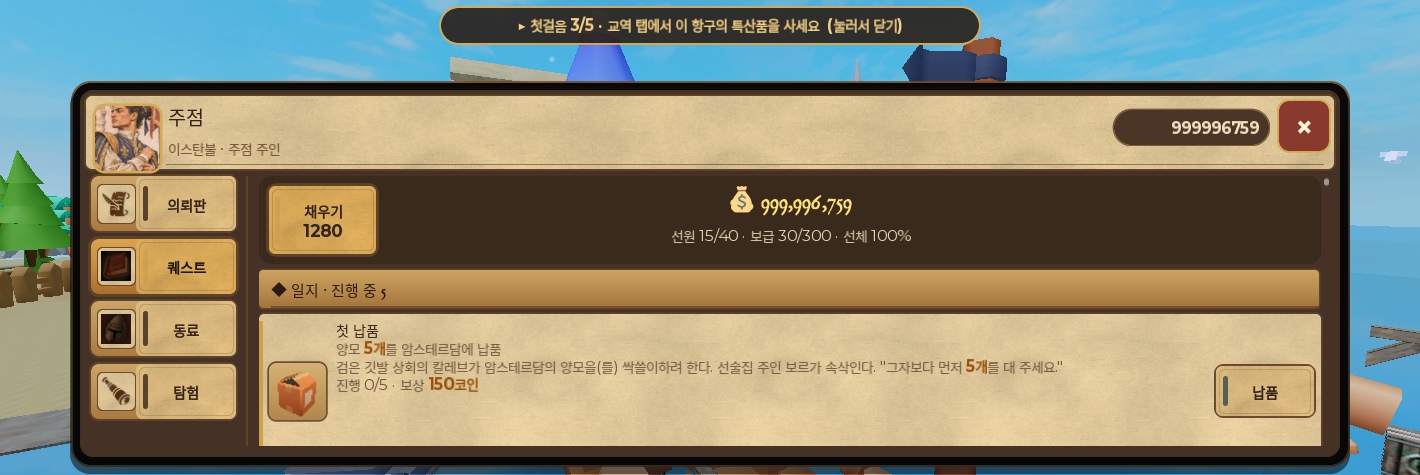 ▸ 첫걸음 3/5 · 교역 탭에서 이 항구의 특산품을 사세요 (눌러서 닫기)
주점
이스탄불 · 주점 주인
999996759
×
의뢰판
퀘스트
동료
탐험
채우기
1280
999,996,759
선원 15/40 · 보급 30/300 · 선체 100%
◆ 일지 · 진행 중 5
첫 납품
양모 5개를 암스테르담에 납품
검은 깃발 상회의 칼레브가 암스테르담의 양모을(를) 싹쓸이하려 한다. 선술집 주인 보르가 속삭인다. "그자보다 먼저 5개를 대 주세요."
진행 0/5 · 보상 150코인
납품